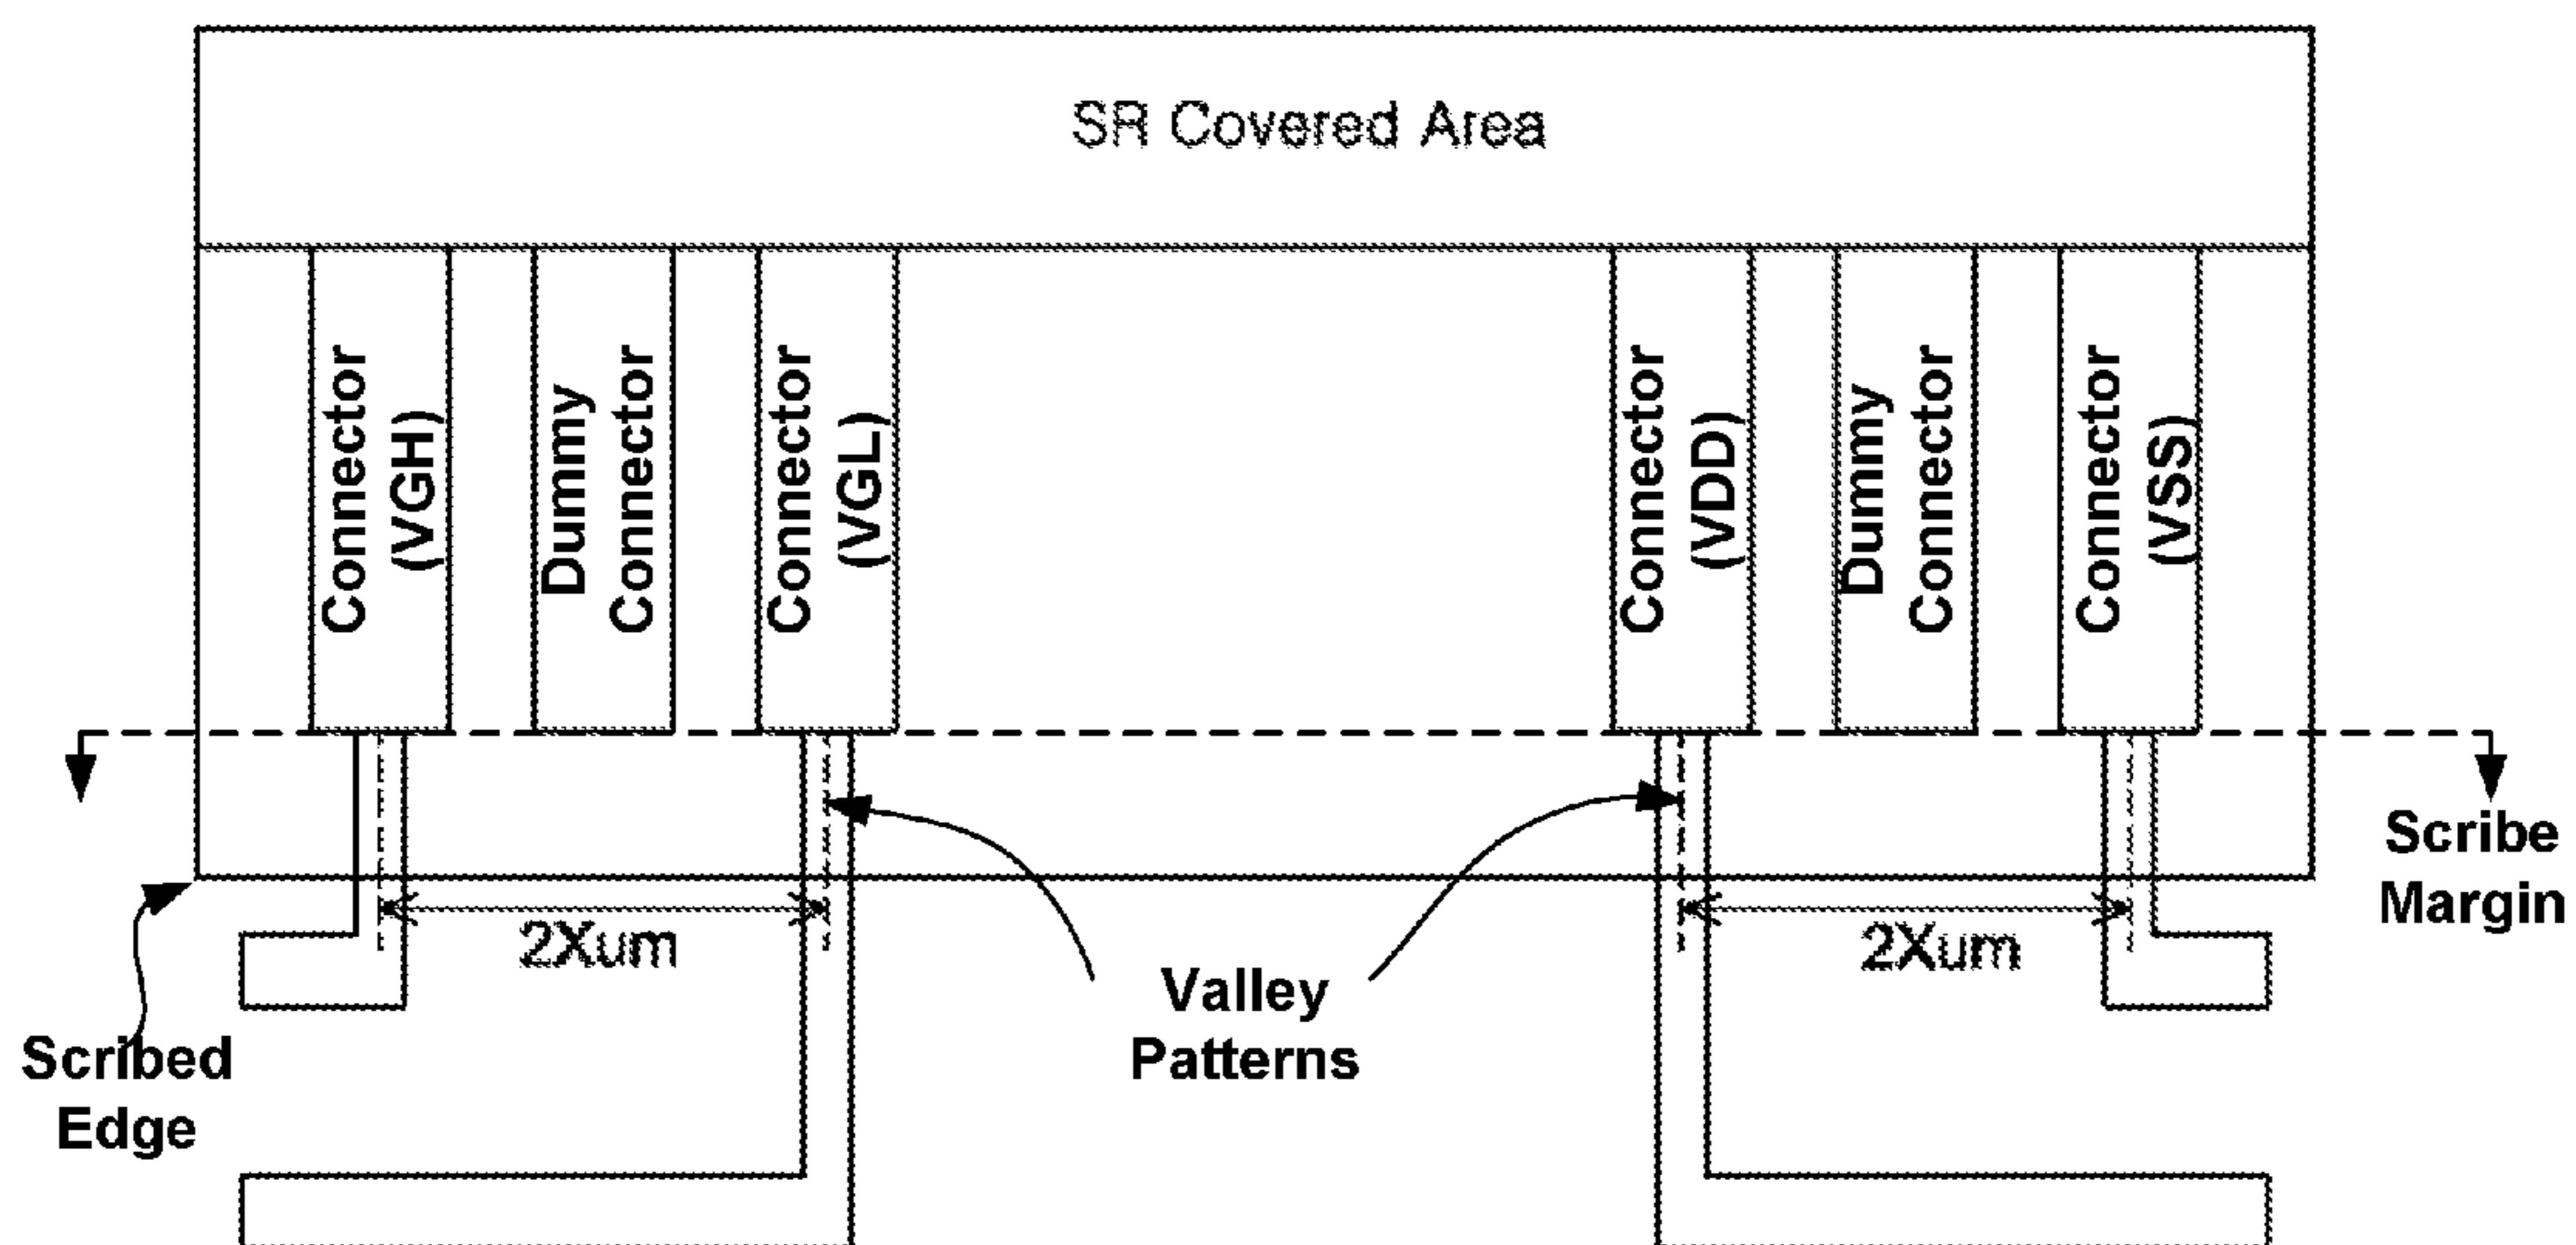 SR Covered Area
Connector
(VGH)
Dummy
Connector
Connector
(VGL)
Connector
(VDD)
Dummy
Connector
Connector
(VSS)
Scribe
Margin
2Xum
2Xum
Valley
Patterns
Scribed
Edge